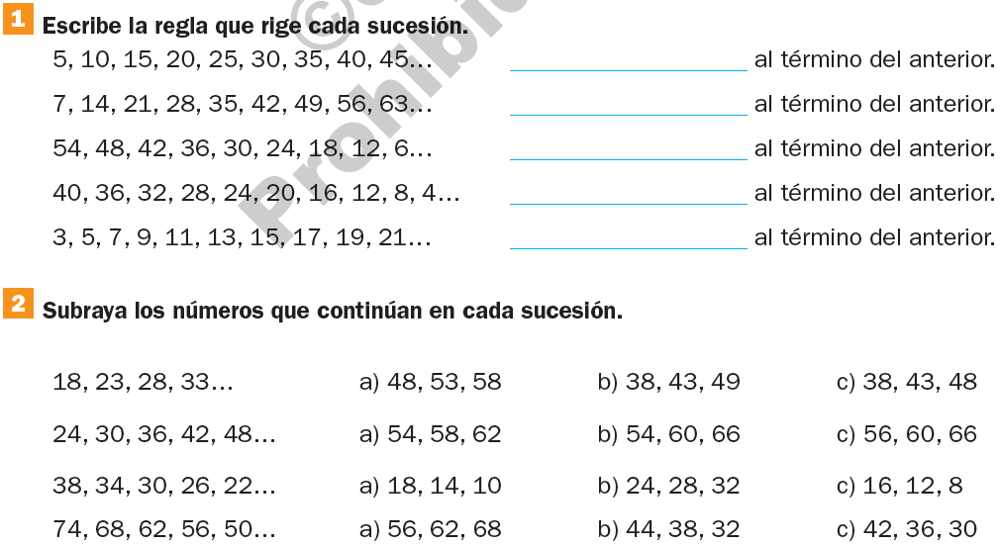 1 Escribe la regla que rige cada sucesión.
5, 10, 15, 20, 25, 30, 35, 40, 45... al término del anterior.
7, 14, 21, 28, 35, 42, 49, 56, 63... al término del anterior.
54, 48, 42, 36, 30, 24, 18, 12, 6... al término del anterior.
40, 36, 32, 28, 24, 20, 16, 12, 8, 4... al término del anterior.
3, 5, 7, 9, 11, 13, 15, 17, 19, 21... al término del anterior.
2 Subraya los números que continúan en cada sucesión.
18, 23, 28, 33... a) 48, 53, 58 b) 38, 43, 49 c) 38, 43, 48
24, 30, 36, 42, 48... a) 54, 58, 62 b) 54, 60, 66 c) 56, 60, 66
38, 34, 30, 26, 22... a) 18, 14, 10 b) 24, 28, 32 c) 16, 12, 8
74, 68, 62, 56, 50... a) 56, 62, 68 b) 44, 38, 32 c) 42, 36, 30